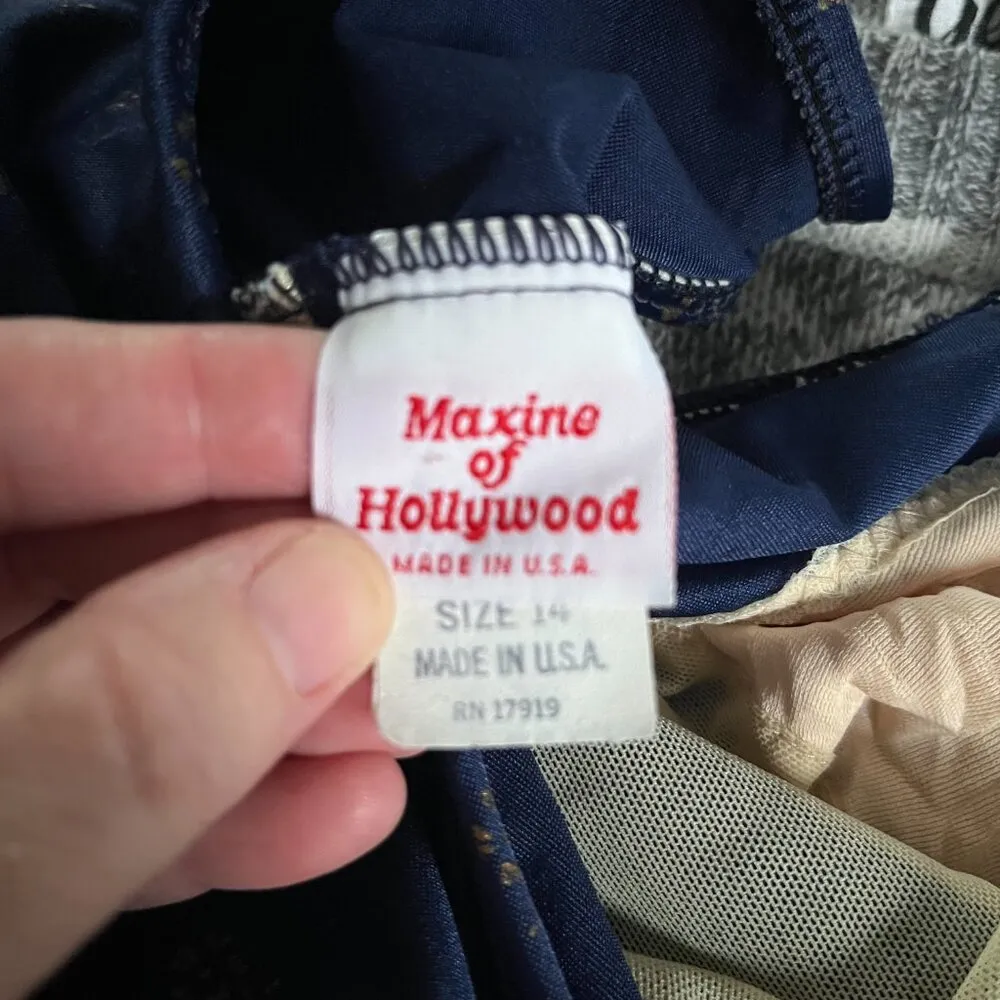 Maxine
of
Hollywood
MADE IN U.S.A.
SIZE 14
MADE IN U.S.A.
RN 17919